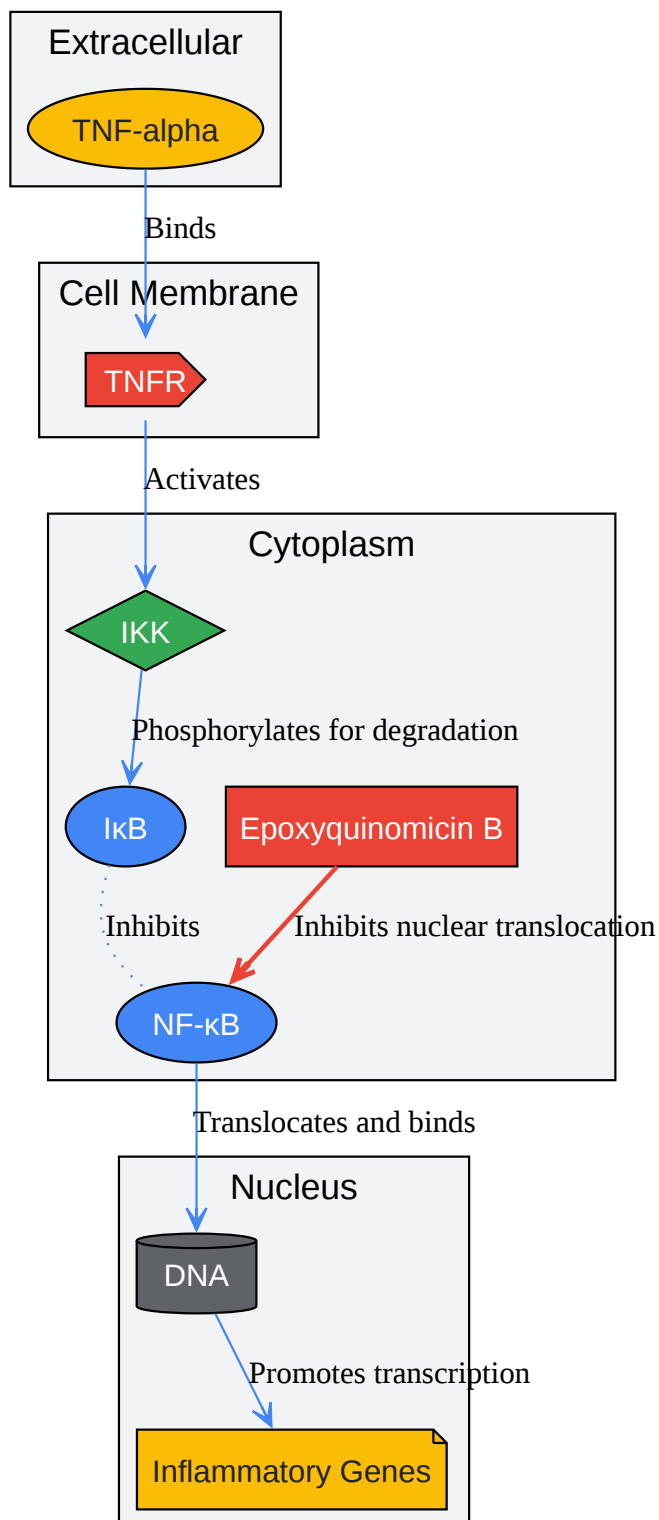 Extracellular
TNF-alpha
Binds
Cell Membrane
TNFR
Activates
Cytoplasm
IKK
Phosphorylates for degradation
IκB
Epoxyquinomicin B
Inhibits
Inhibits nuclear translocation
NF-κB
Translocates and binds
Nucleus
DNA
Promotes transcription
Inflammatory Genes